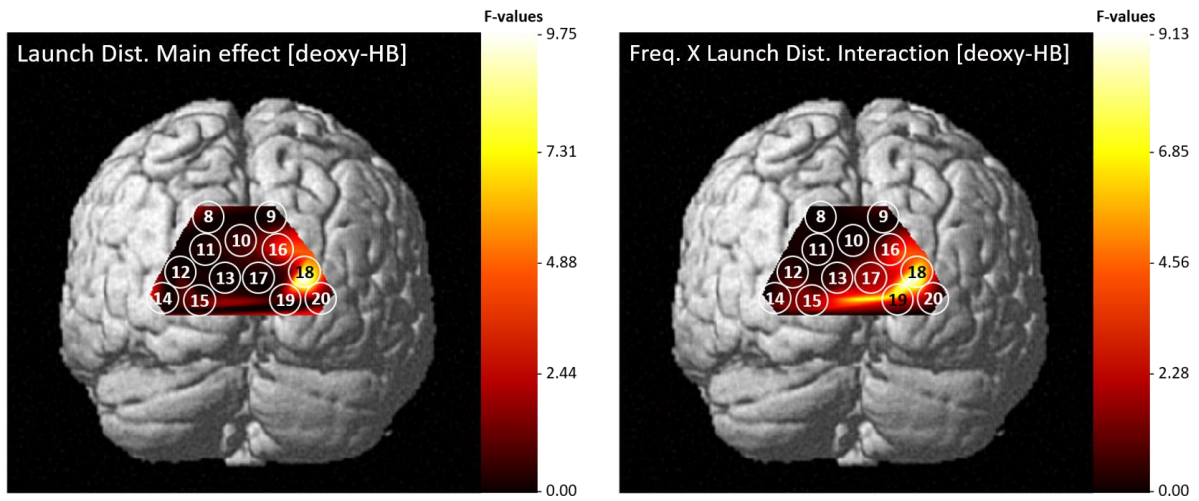 F-values
Launch Dist. Main effect [deoxy-HB]
9.75
7.31
4.88
2.44
0.00
8 9
10
11 16
12 13 17 18
14 15 19 20
F-values
Freq. X Launch Dist. Interaction [deoxy-HB]
9.13
6.85
4.56
2.28
0.00
8 9
10
11 16
12 13 17 18
14 15 19 20